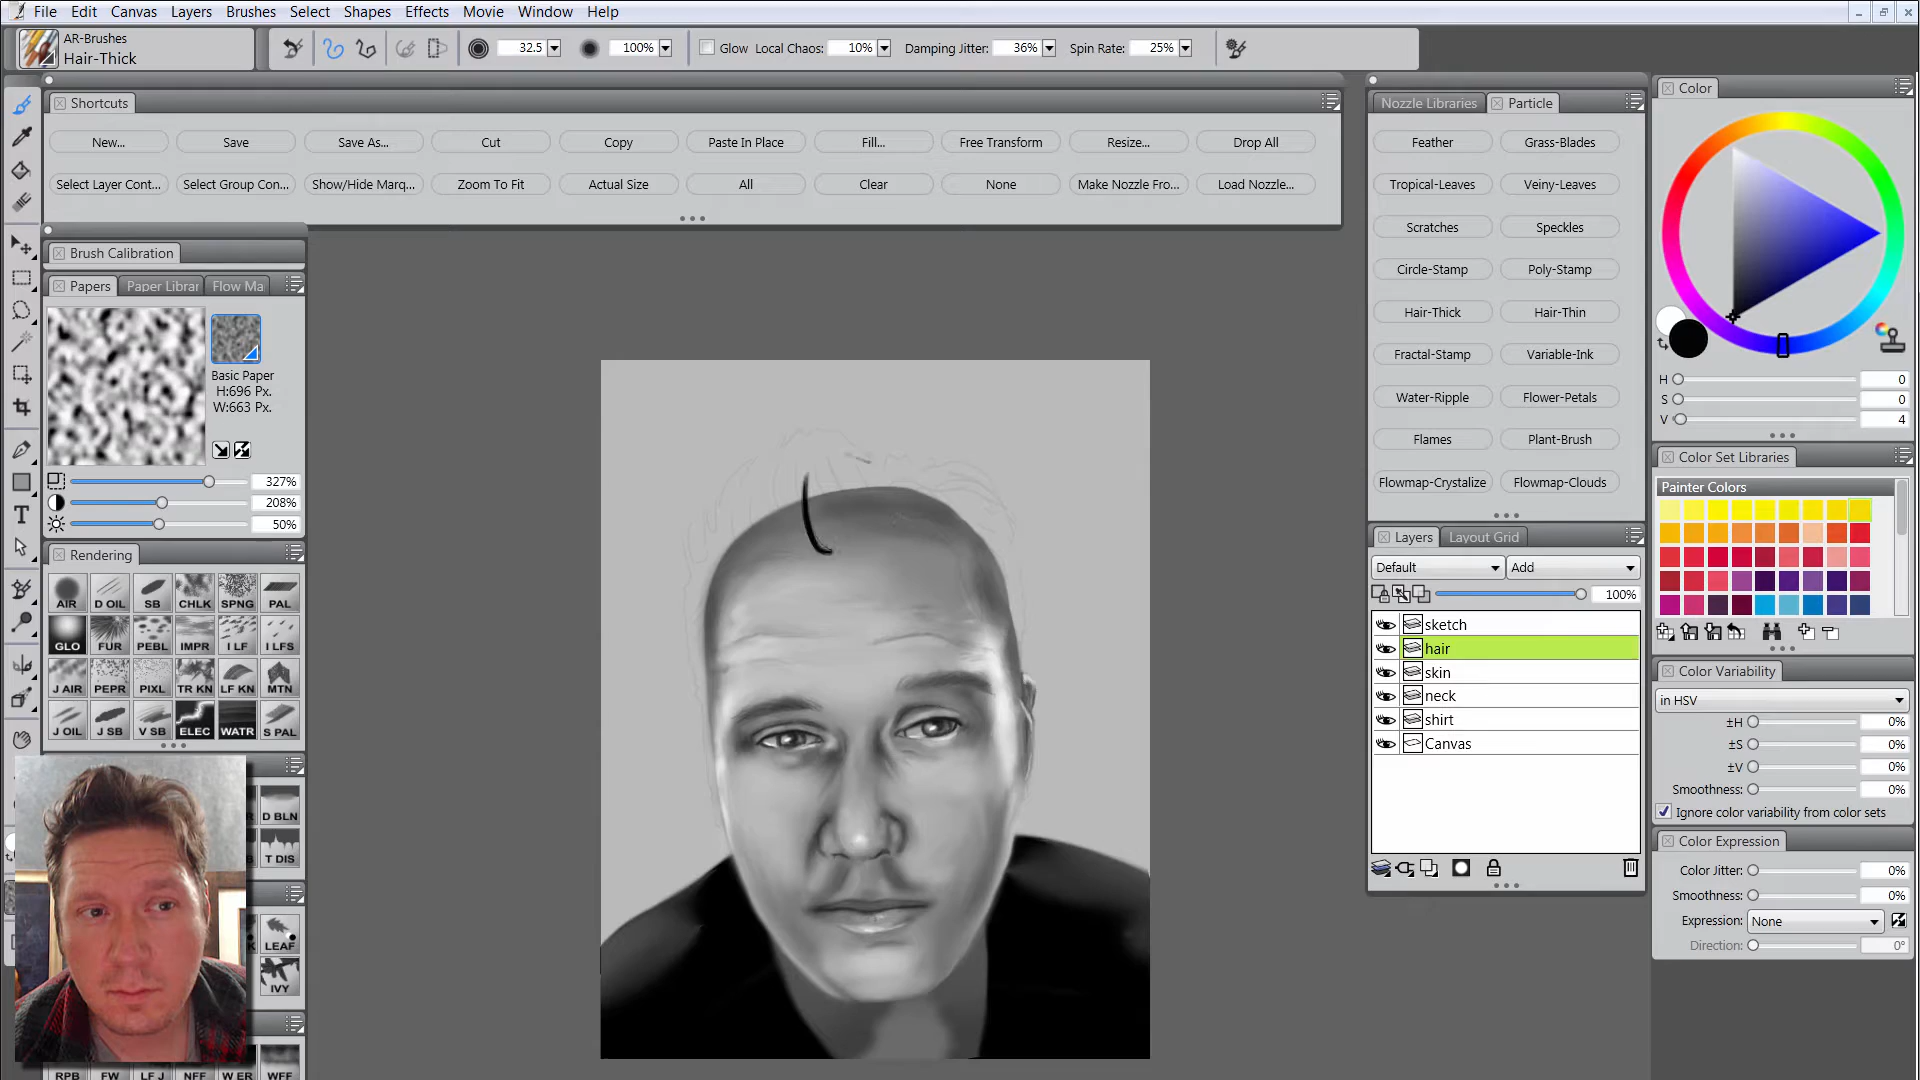 File Edit Canvas Layers Brushes Select Shapes Effects Movie Window Help
AR-Brushes
Hair-Thick
32.5 100% Glow Local Chaos: 10% Damping Jitter: 36% Spin Rate: 25%
Shortcuts
New... Save Save As... Cut Copy Paste In Place Fill... Free Transform Resize... Drop All
Select Layer Cont... Select Group Con... Show/Hide Marq... Zoom To Fit Actual Size All Clear None Make Nozzle Fro... Load Nozzle...
Brush Calibration
Papers Paper Librar Flow Ma
Basic Paper
H:696 Px.
W:663 Px.
327%
208%
50%
Rendering
AIR D OIL SB CHLK SPNG PAL
GLO FUR PEBL IMPR I LF I LFS
J AIR PEPR PIXL TR KN LF KN MTN
J OIL J SB V SB ELEC WATR S PAL
D BLN
T DIS
LEAF
IVY
RPB FW LF J NFF W ER WFF
Nozzle Libraries Particle
Feather Grass-Blades
Tropical-Leaves Veiny-Leaves
Scratches Speckles
Circle-Stamp Poly-Stamp
Hair-Thick Hair-Thin
Fractal-Stamp Variable-Ink
Water-Ripple Flower-Petals
Flames Plant-Brush
Flowmap-Crystalize Flowmap-Clouds
Layers Layout Grid
Default Add
100%
sketch
hair
skin
neck
shirt
Canvas
Color
H 0
S 0
V 4
Color Set Libraries
Painter Colors
Color Variability
in HSV
±H 0%
±S 0%
±V 0%
Smoothness: 0%
Ignore color variability from color sets
Color Expression
Color Jitter: 0%
Smoothness: 0%
Expression: None
Direction: 0°